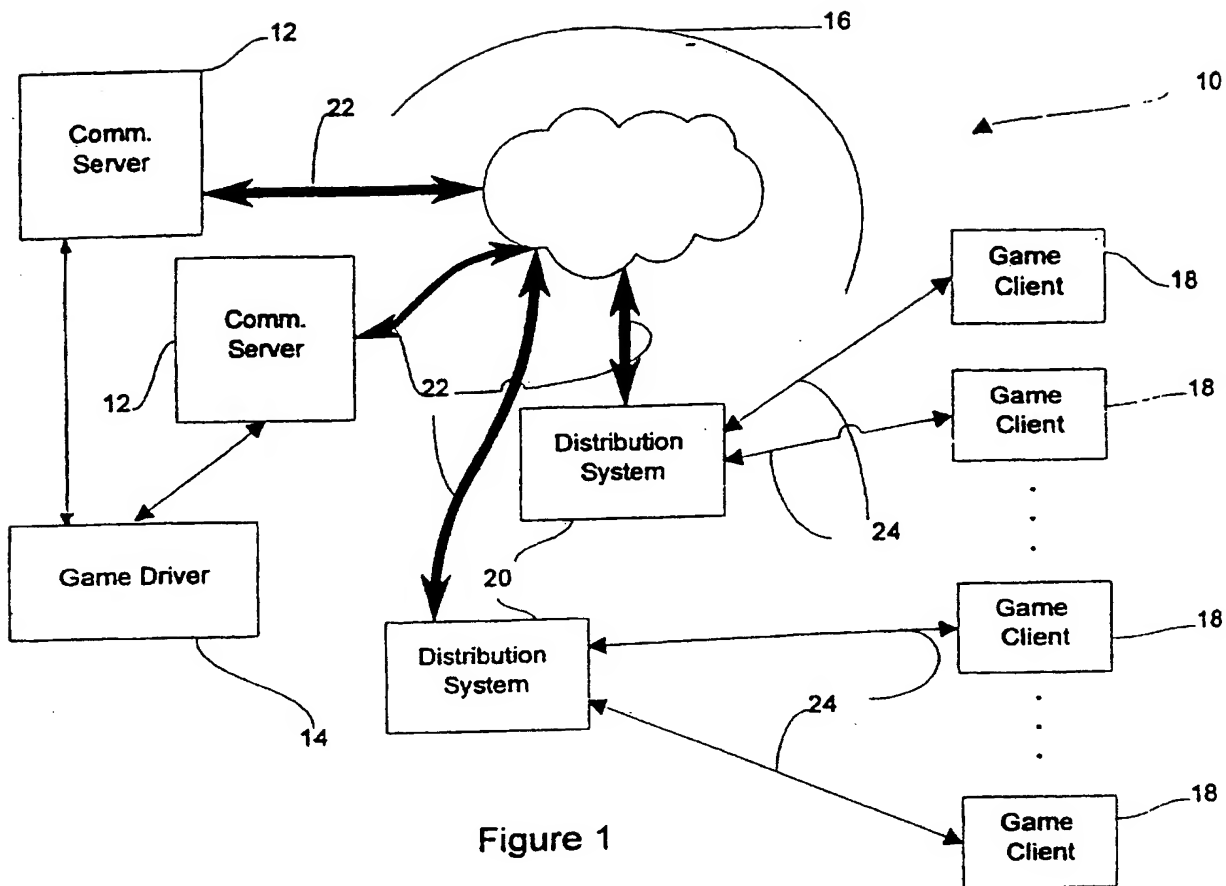 12
16
10
Comm.
Server
22
Comm.
Server
12
22
Game
Client
18
Game
Client
18
Distribution
System
22
24
Game Driver
20
14
Distribution
System
Game
Client
18
24
Game
Client
18
Figure 1